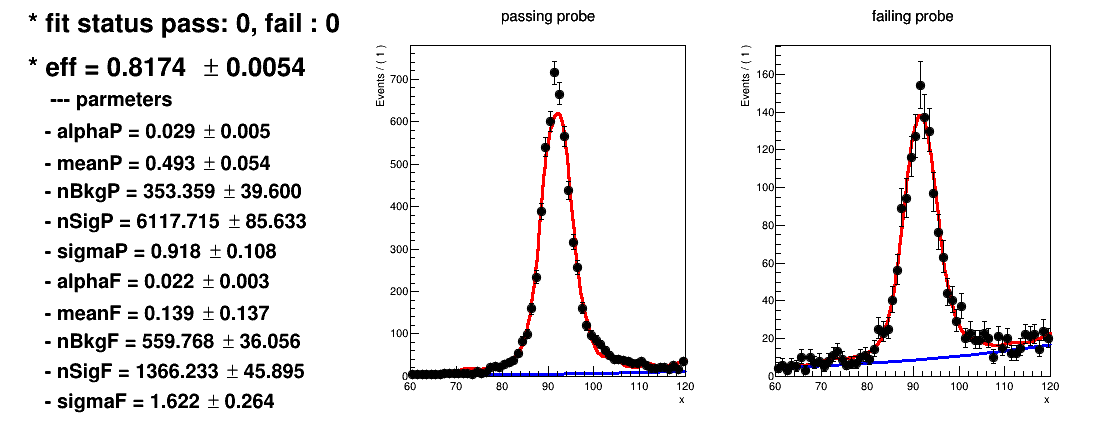 * fit status pass: 0, fail : 0
* eff = 0.8174 ± 0.0054
--- parmeters
- alphaP = 0.029 ± 0.005
- meanP = 0.493 ± 0.054
- nBkgP = 353.359 ± 39.600
- nSigP = 6117.715 ± 85.633
- sigmaP = 0.918 ± 0.108
- alphaF = 0.022 ± 0.003
- meanF = 0.139 ± 0.137
- nBkgF = 559.768 ± 36.056
- nSigF = 1366.233 ± 45.895
- sigmaF = 1.622 ± 0.264
passing probe
Events / ( 1 )
700
600
500
400
300
200
100
0
60 70 80 90 100 110 120
x
failing probe
Events / ( 1 )
160
140
120
100
80
60
40
20
0
60 70 80 90 100 110 120
x